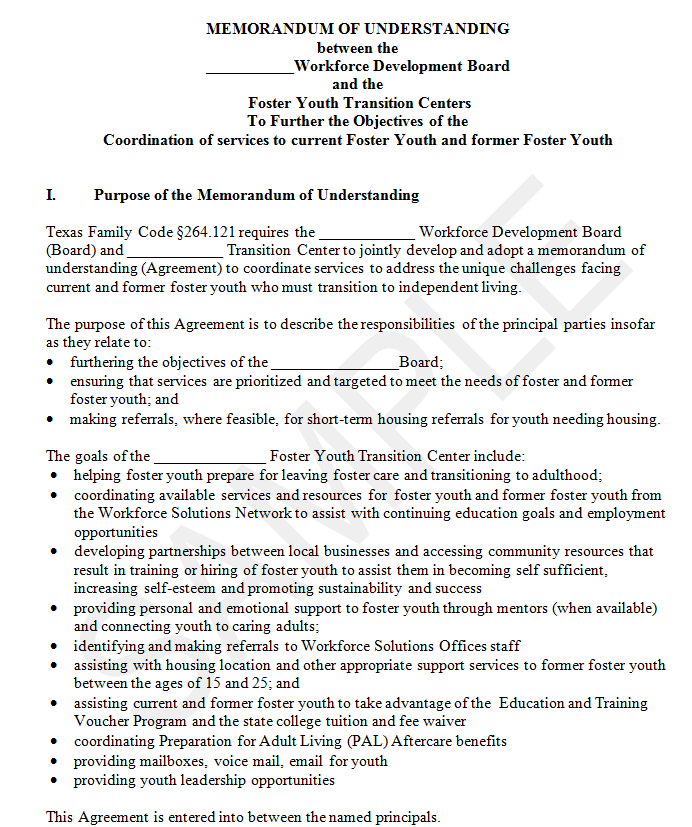 MEMORANDUM OF UNDERSTANDING
between the
____________Workforce Development Board
and the
Foster Youth Transition Centers
To Further the Objectives of the
Coordination of services to current Foster Youth and former Foster Youth
I. Purpose of the Memorandum of Understanding
Texas Family Code §264.121 requires the _____________ Workforce Development Board
(Board) and _____________ Transition Center to jointly develop and adopt a memorandum of
understanding (Agreement) to coordinate services to address the unique challenges facing
current and former foster youth who must transition to independent living.
The purpose of this Agreement is to describe the responsibilities of the principal parties insofar
as they relate to:
• furthering the objectives of the _________________Board;
• ensuring that services are prioritized and targeted to meet the needs of foster and former
foster youth; and
• making referrals, where feasible, for short-term housing referrals for youth needing housing.
The goals of the _______________ Foster Youth Transition Center include:
• helping foster youth prepare for leaving foster care and transitioning to adulthood;
• coordinating available services and resources for foster youth and former foster youth from
the Workforce Solutions Network to assist with continuing education goals and employment
opportunities
• developing partnerships between local businesses and accessing community resources that
result in training or hiring of foster youth to assist them in becoming self sufficient,
increasing self-esteem and promoting sustainability and success
• providing personal and emotional support to foster youth through mentors (when available)
and connecting youth to caring adults;
• identifying and making referrals to Workforce Solutions Offices staff
• assisting with housing location and other appropriate support services to former foster youth
between the ages of 15 and 25; and
• assisting current and former foster youth to take advantage of the Education and Training
Voucher Program and the state college tuition and fee waiver
• coordinating Preparation for Adult Living (PAL) Aftercare benefits
• providing mailboxes, voice mail, email for youth
• providing youth leadership opportunities
This Agreement is entered into between the named principals.
SAMPLE